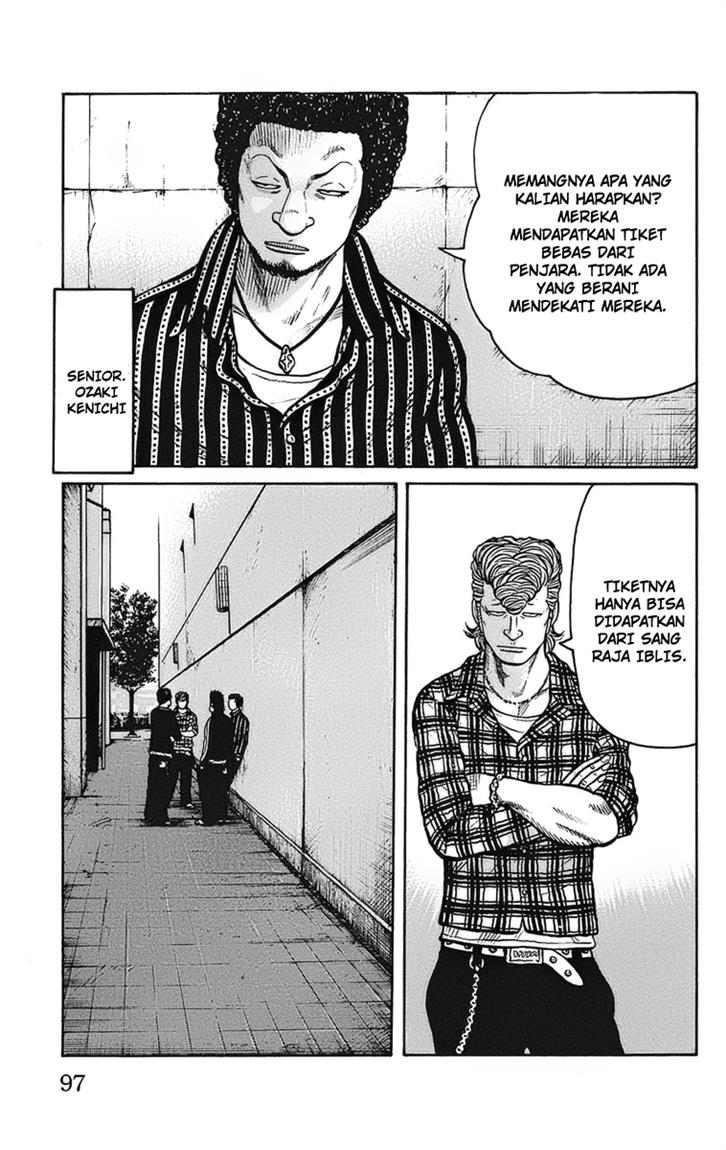 MEMANGNYA APA YANG
KALIAN HARAPKAN?
MEREKA
MENDAPATKAN TIKET
BEBAS DARI
PENJARA. TIDAK ADA
YANG BERANI
MENDEKATI MEREKA.
SENIOR.
OZAKI
KENICHI
TIKETNYA
HANYA BISA
DIDAPATKAN
DARI SANG
RAJA IBLIS.
97